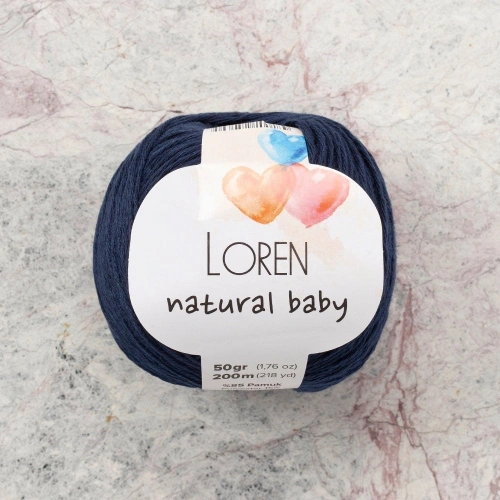 LOREN
natural baby
50gr (1,76 oz)
200m (218 yd)
%85 Pamuk